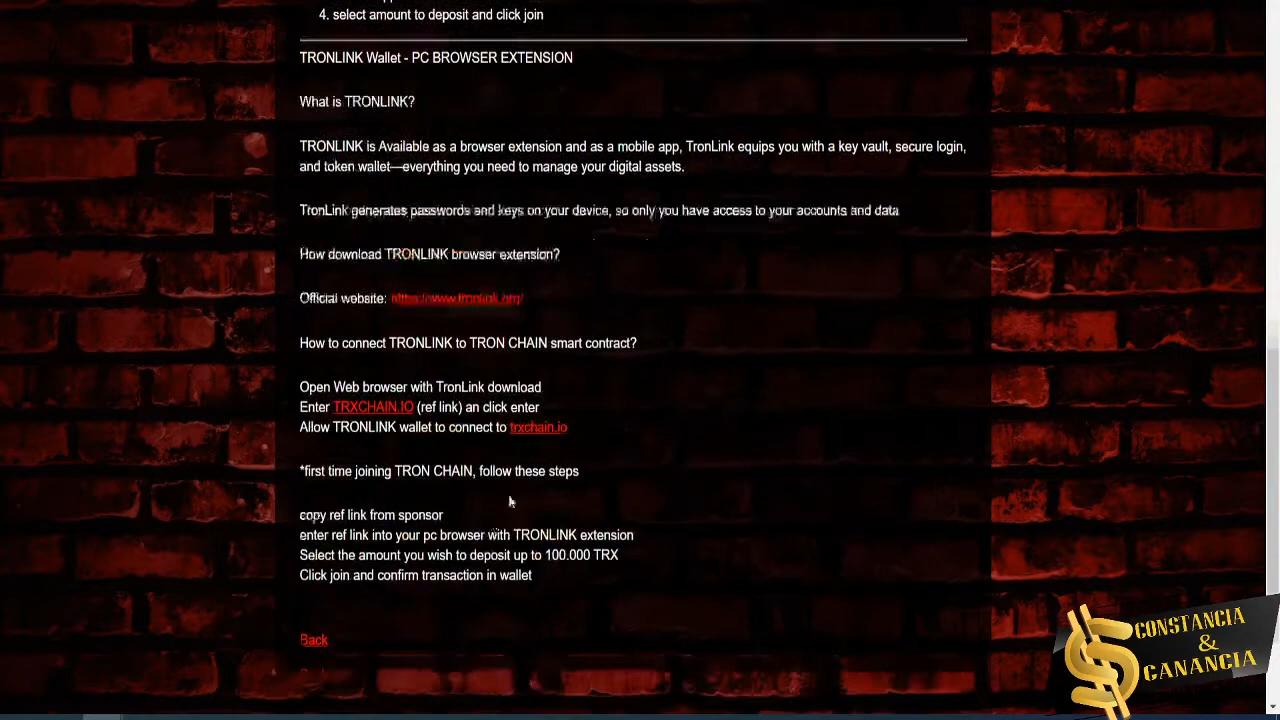 4. select amount to deposit and click join
TRONLINK Wallet - PC BROWSER EXTENSION
What is TRONLINK?
TRONLINK is Available as a browser extension and as a mobile app, TronLink equips you with a key vault, secure login,
and token wallet—everything you need to manage your digital assets.
TronLink generates passwords and keys on your device, so only you have access to your accounts and data
How download TRONLINK browser extension?
Official website: https://www.tronlink.org/
How to connect TRONLINK to TRON CHAIN smart contract?
Open Web browser with TronLink download
Enter TRXCHAIN.IO (ref link) an click enter
Allow TRONLINK wallet to connect to trxchain.io
*first time joining TRON CHAIN, follow these steps
copy ref link from sponsor
enter ref link into your pc browser with TRONLINK extension
Select the amount you wish to deposit up to 100.000 TRX
Click join and confirm transaction in wallet
Back
CONSTANCIA
&
GANANCIA